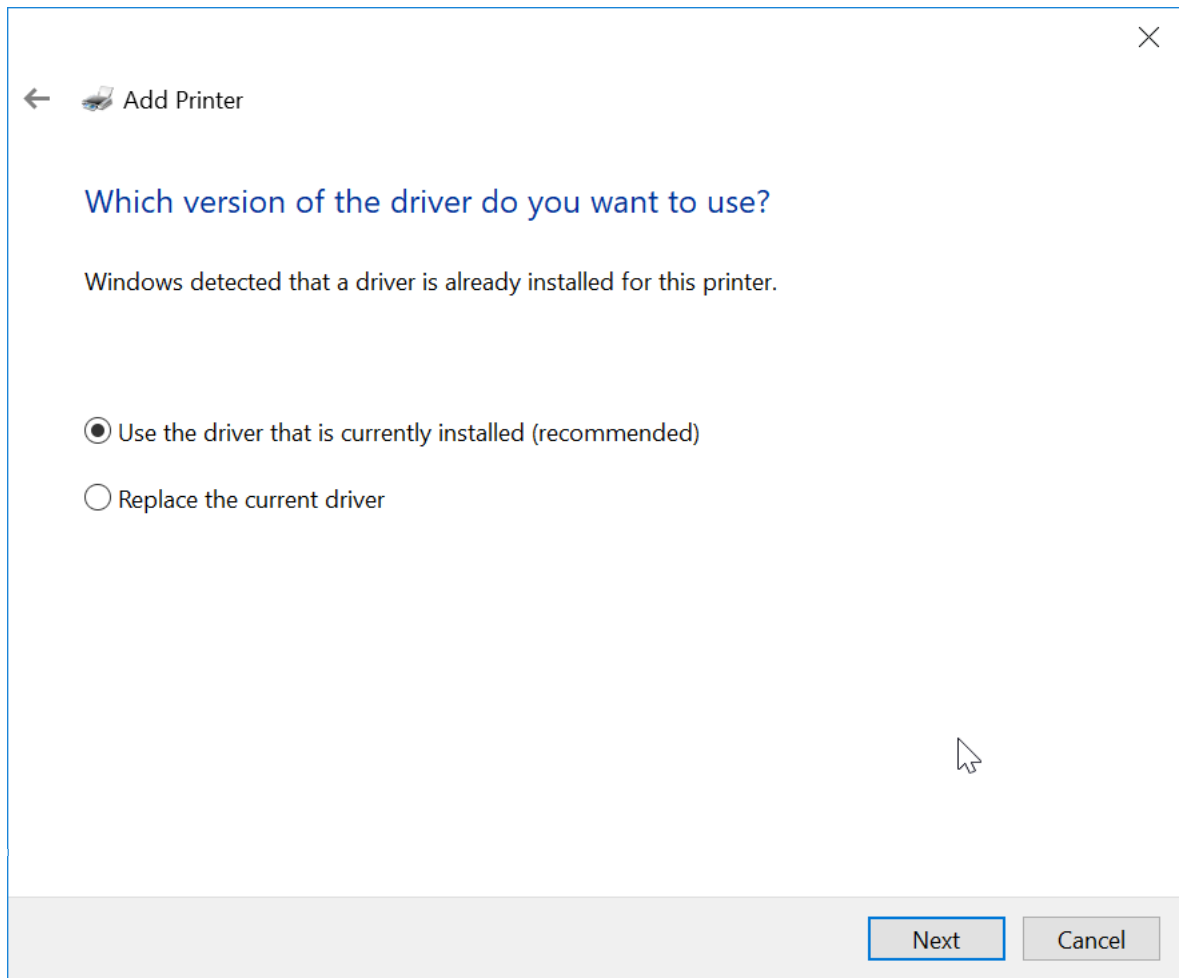 Add Printer
Which version of the driver do you want to use?
Windows detected that a driver is already installed for this printer.
Use the driver that is currently installed (recommended)
Replace the current driver
Next
Cancel